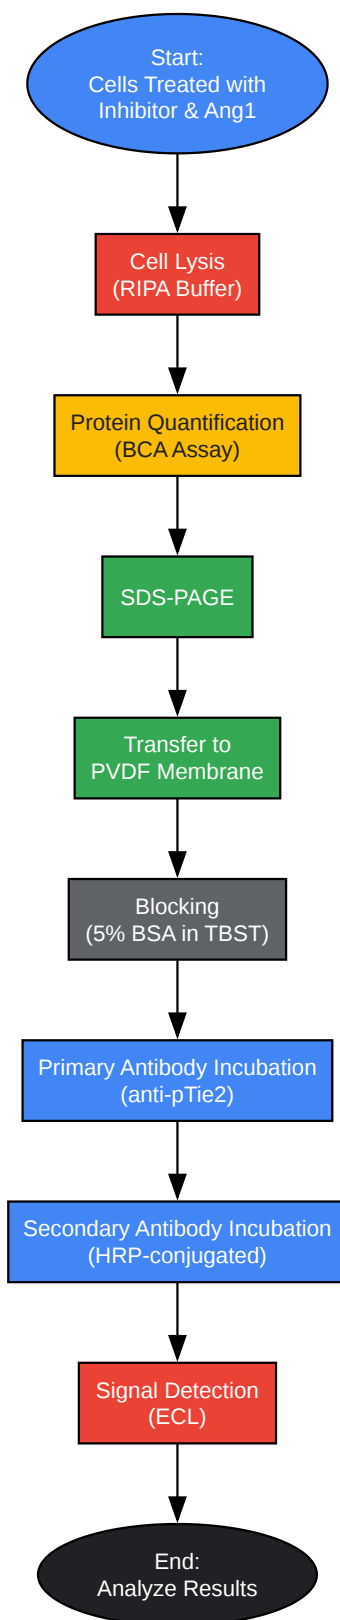 Start:
Cells Treated with
Inhibitor & Ang1
Cell Lysis
(RIPA Buffer)
Protein Quantification
(BCA Assay)
SDS-PAGE
Transfer to
PVDF Membrane
Blocking
(5% BSA in TBST)
Primary Antibody Incubation
(anti-pTie2)
Secondary Antibody Incubation
(HRP-conjugated)
Signal Detection
(ECL)
End:
Analyze Results